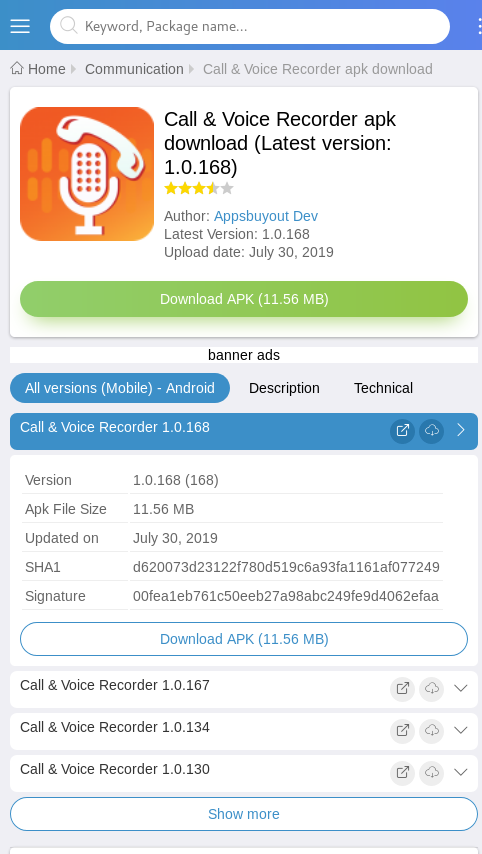 Keyword, Package name...
Home Communication Call & Voice Recorder apk download
Call & Voice Recorder apk
download (Latest version:
1.0.168)
Author: Appsbuyout Dev
Latest Version: 1.0.168
Upload date: July 30, 2019
Download APK (11.56 MB)
banner ads
All versions (Mobile) - Android Description Technical
Call & Voice Recorder 1.0.168
Version 1.0.168 (168)
Apk File Size 11.56 MB
Updated on July 30, 2019
SHA1 d620073d23122f780d519c6a93fa1161af077249
Signature 00fea1eb761c50eeb27a98abc249fe9d4062efaa
Download APK (11.56 MB)
Call & Voice Recorder 1.0.167
Call & Voice Recorder 1.0.134
Call & Voice Recorder 1.0.130
Show more